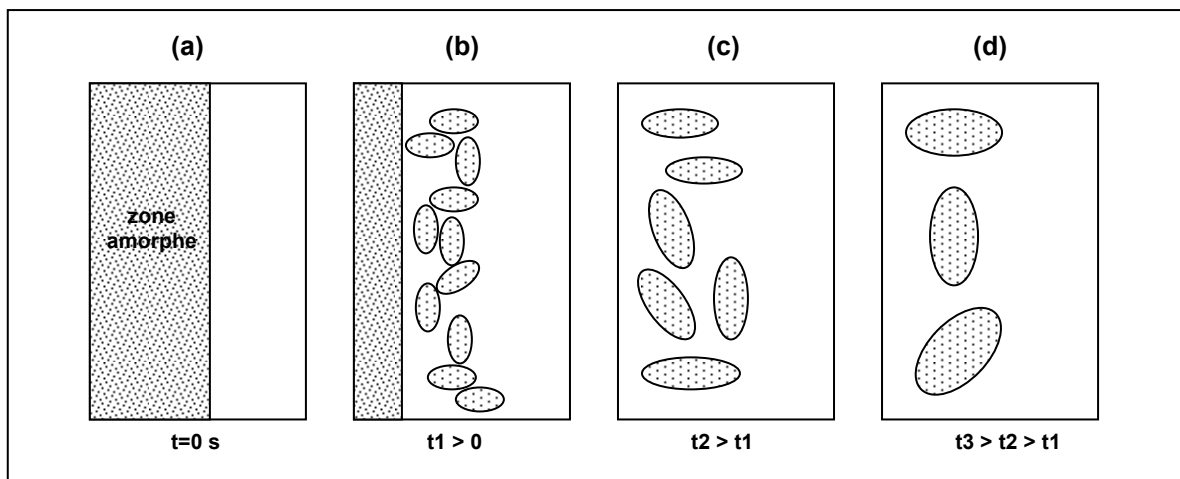 (a)
(b)
(c)
(d)
zone
amorphe
t=0 s
t1 > 0
t2 > t1
t3 > t2 > t1